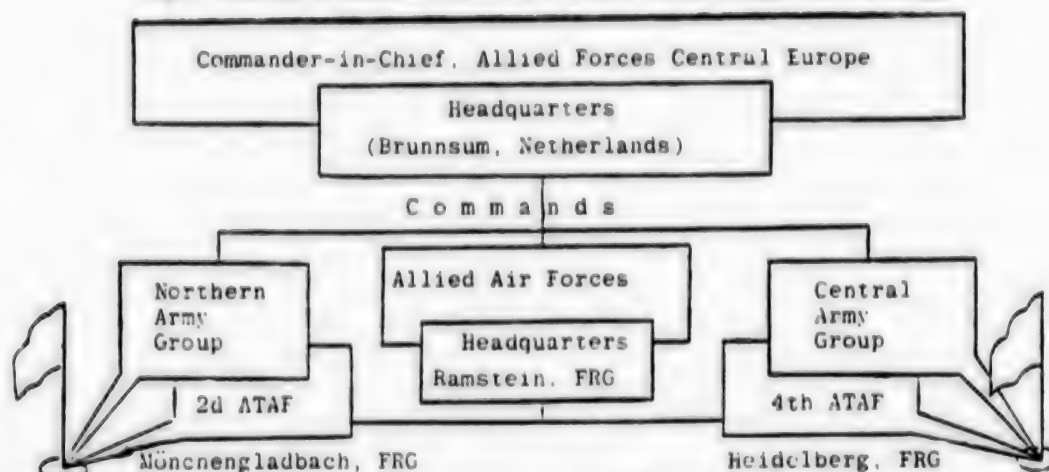 Commander-in-Chief, Allied Forces Central Europe
Headquarters
(Brunnsum, Netherlands)
Commands
Northern
Army
Group
Allied Air Forces
Headquarters
Ramstein, FRG
Central
Army
Group
2d ATAF
4th ATAF
Müncnengladbach, FRG
Heidelberg, FRG